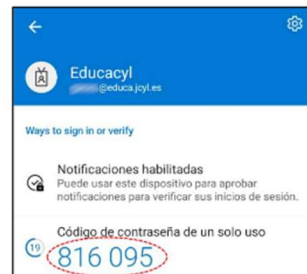 Educacyl
@educa.jcyl.es
Ways to sign in or verify
Notificaciones habilitadas
Puede usar este dispositivo para aprobar
notificaciones para verificar sus inicios de sesión.
Código de contraseña de un solo uso
19
816 095